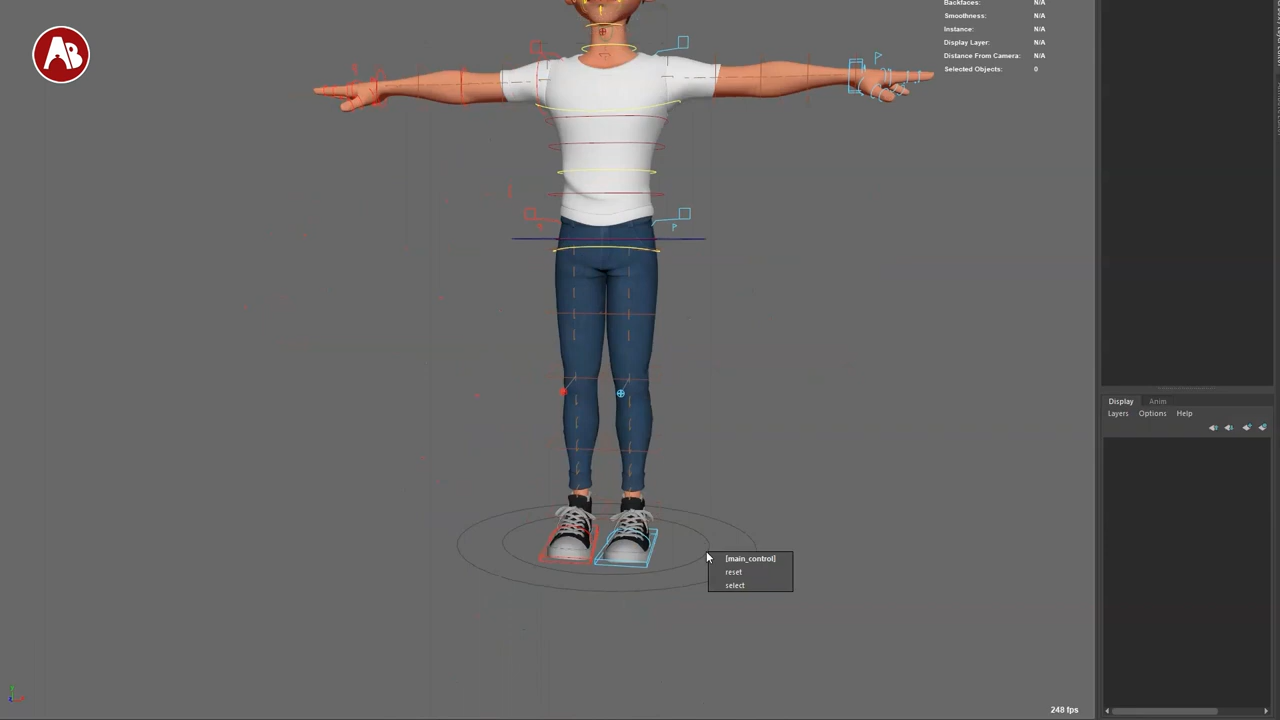 AB
Backfaces: N/A
Smoothness: N/A
Instance: N/A
Display Layer: N/A
Distance From Camera: N/A
Selected Objects: 0
Display Anim
Layers Options Help
[main_control]
reset
select
248 fps